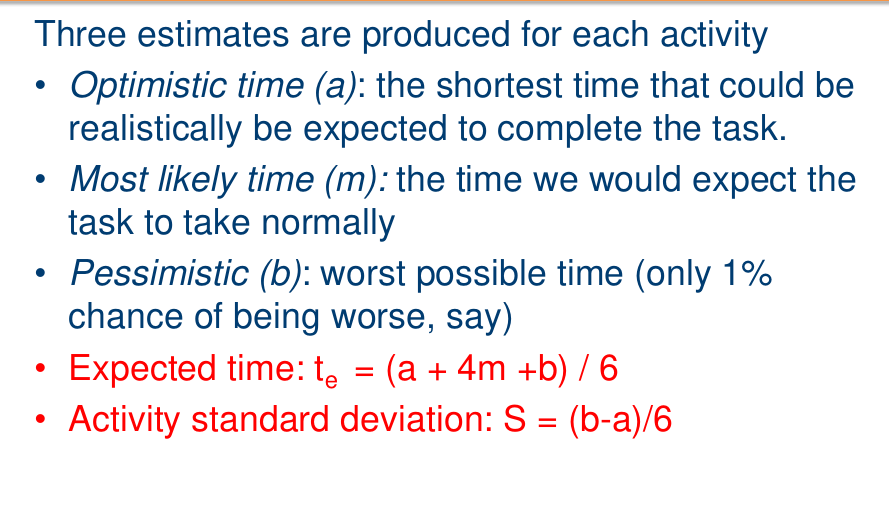 Three estimates are produced for each activity
• Optimistic time (a): the shortest time that could be
realistically be expected to complete the task.
• Most likely time (m): the time we would expect the
task to take normally
• Pessimistic (b): worst possible time (only 1%
chance of being worse, say)
• Expected time: te = (a + 4m +b) / 6
• Activity standard deviation: S = (b-a)/6